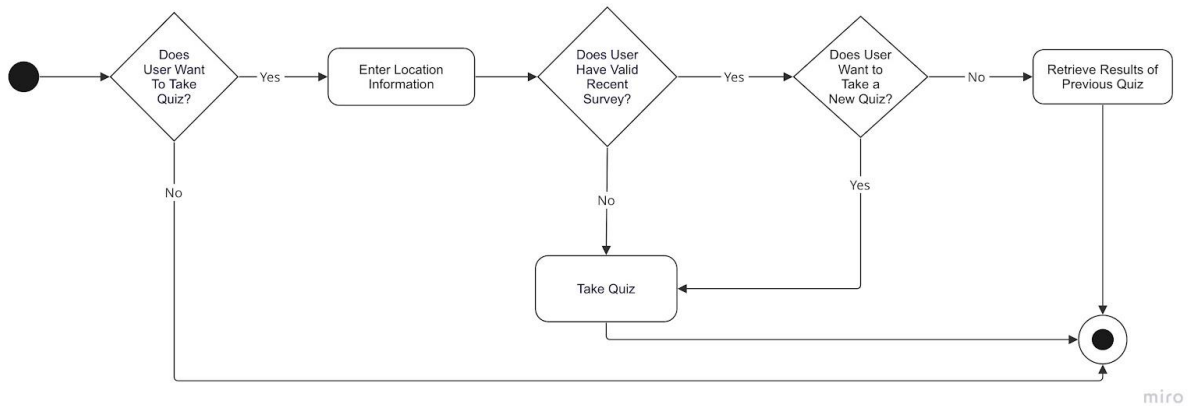 Does
User Want
To Take
Quiz?
Yes
Enter Location
Information
Does User
Have Valid
Recent
Survey?
Yes
Does User
Want to
Take a
New Quiz?
No
Retrieve Results of
Previous Quiz
No
No
Yes
Take Quiz
miro